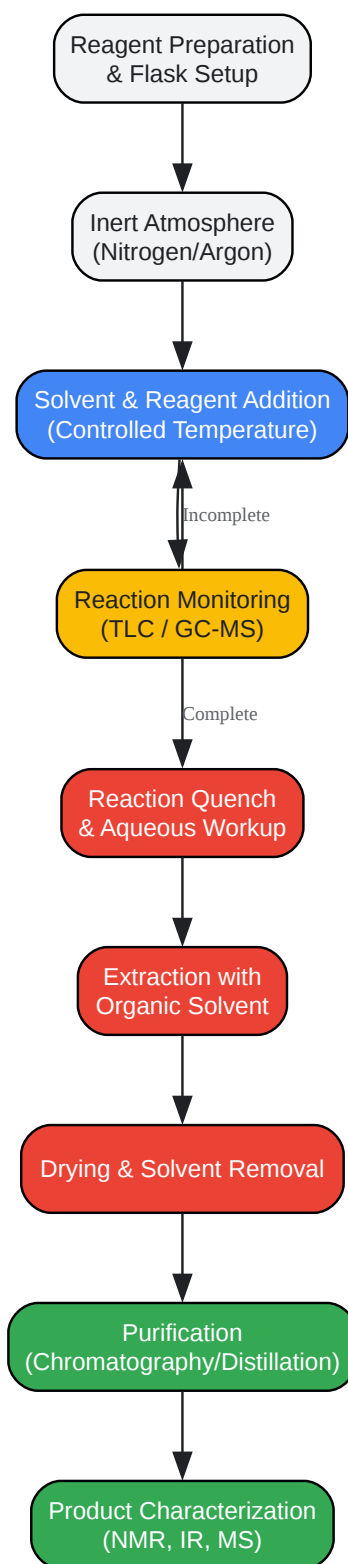 Reagent Preparation
& Flask Setup
Inert Atmosphere
(Nitrogen/Argon)
Solvent & Reagent Addition
(Controlled Temperature)
Incomplete
Reaction Monitoring
(TLC / GC-MS)
Complete
Reaction Quench
& Aqueous Workup
Extraction with
Organic Solvent
Drying & Solvent Removal
Purification
(Chromatography/Distillation)
Product Characterization
(NMR, IR, MS)